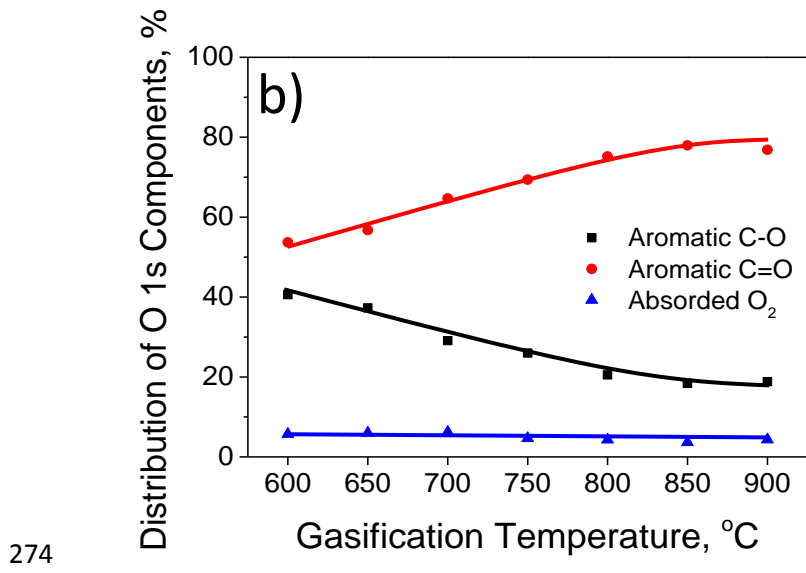 Distribution of O 1s Components, %
100
80
60
40
20
0
b)
Aromatic C-O
Aromatic C=O
Absorded O₂
600 650 700 750 800 850 900
Gasification Temperature, °C
274